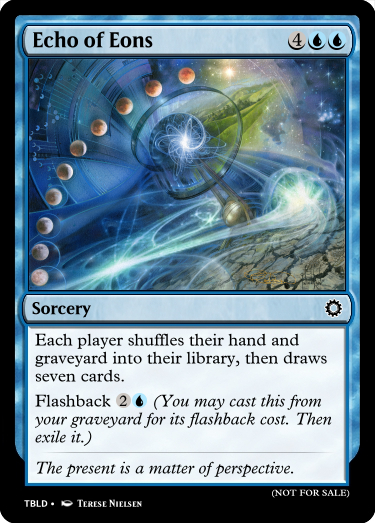 Echo of Eons 4
Sorcery
Each player shuffles their hand and
graveyard into their library, then draws
seven cards.
Flashback 2 (You may cast this from
your graveyard for its flashback cost. Then
exile it.)
The present is a matter of perspective.
(NOT FOR SALE)
TBLD • Terese Nielsen